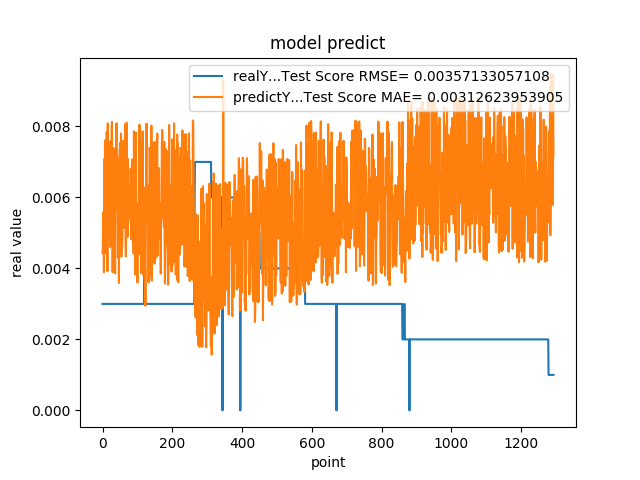 model predict
realY...Test Score RMSE= 0.00357133057108
predictY...Test Score MAE= 0.00312623953905
0.008
0.006
0.004
0.002
0.000
real value
0 200 400 600 800 1000 1200
point